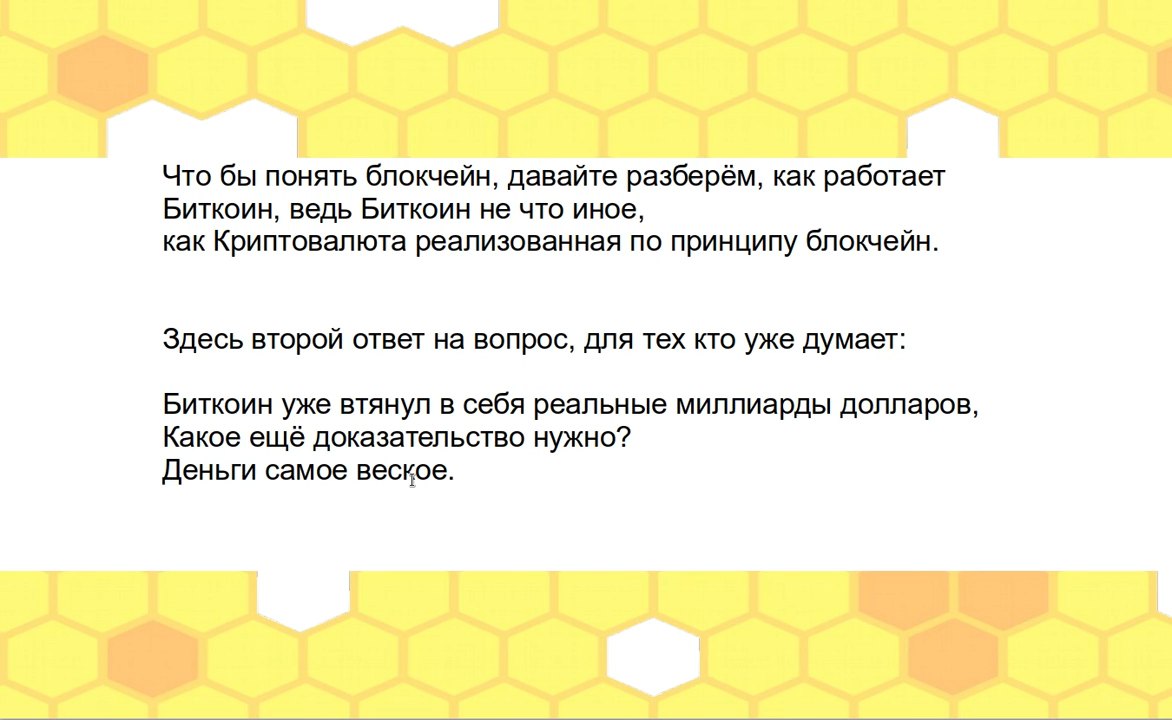 Что бы понять блокчейн, давайте разберём, как работает
Биткоин, ведь Биткоин не что иное,
как Криптовалюта реализованная по принципу блокчейн.
Здесь второй ответ на вопрос, для тех кто уже думает:
Биткоин уже втянул в себя реальные миллиарды долларов,
Какое ещё доказательство нужно?
Деньги самое веское.